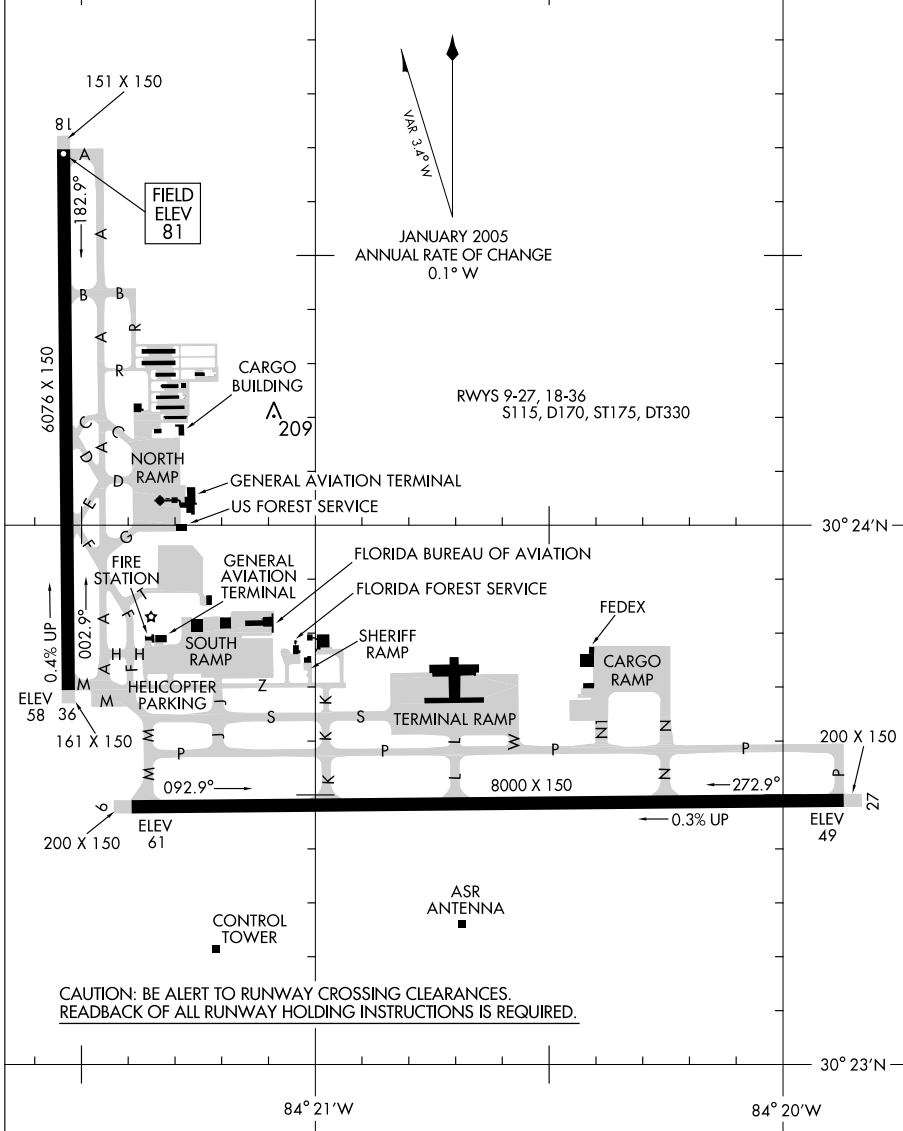 151 X 150
18
A
182.9°
FIELD
ELEV
81
A
VAR 3.4° W
JANUARY 2005
ANNUAL RATE OF CHANGE
0.1° W
B B
A
R
R
6076 X 150
CARGO
BUILDING
209
RWYS 9-27, 18-36
S115, D170, ST175, DT330
C
C
A
D
D
NORTH
RAMP
GENERAL AVIATION TERMINAL
US FOREST SERVICE
E
F
G
30° 24'N
FIRE
STATION
GENERAL
AVIATION
TERMINAL
FLORIDA BUREAU OF AVIATION
FLORIDA FOREST SERVICE
FEDEX
T
F
A
0.4% UP
002.9°
SHERIFF
RAMP
SOUTH
RAMP
H H
F
A
CARGO
RAMP
M
M
HELICOPTER
PARKING
Z
ELEV
58
36
161 X 150
J
S
K
S
TERMINAL RAMP
M
J
K
L
W
N1
N
P
P
P
P
200 X 150
M
K
L
N
P
092.9°
8000 X 150
272.9°
9
27
200 X 150
ELEV
61
0.3% UP
ELEV
49
CONTROL
TOWER
ASR
ANTENNA
CAUTION: BE ALERT TO RUNWAY CROSSING CLEARANCES.
READBACK OF ALL RUNWAY HOLDING INSTRUCTIONS IS REQUIRED.
30° 23'N
84° 21'W
84° 20'W